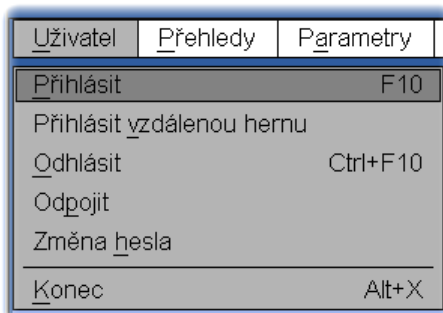 Uživatel Přehledy Parametry
Přihlásit F10
Přihlásit vzdálenou hernu
Odhlásit Ctrl+F10
Odpojit
Změna hesla
Konec Alt+X